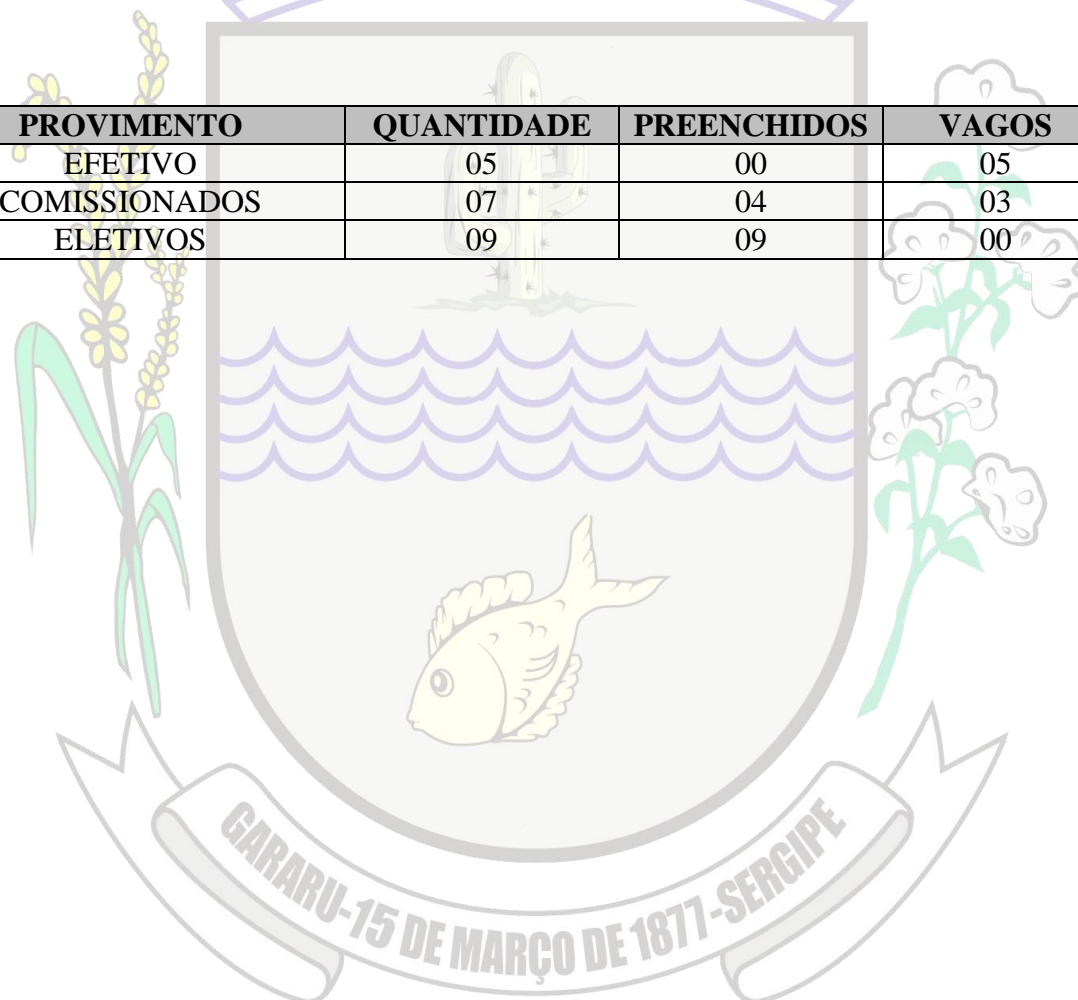 PROVIMENTO QUANTIDADE PREENCHIDOS VAGOS
EFETIVO 05 00 05
COMISSIONADOS 07 04 03
ELETIVOS 09 09 00
GARARU-15 DE MARÇO DE 1877-SERGIPE